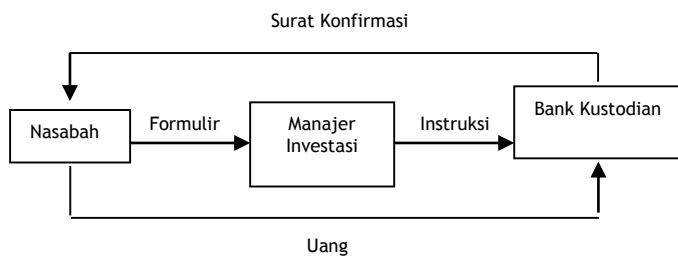 Surat Konfirmasi
Nasabah
Formulir
Manajer
Investasi
Instruksi
Bank Kustodian
Uang